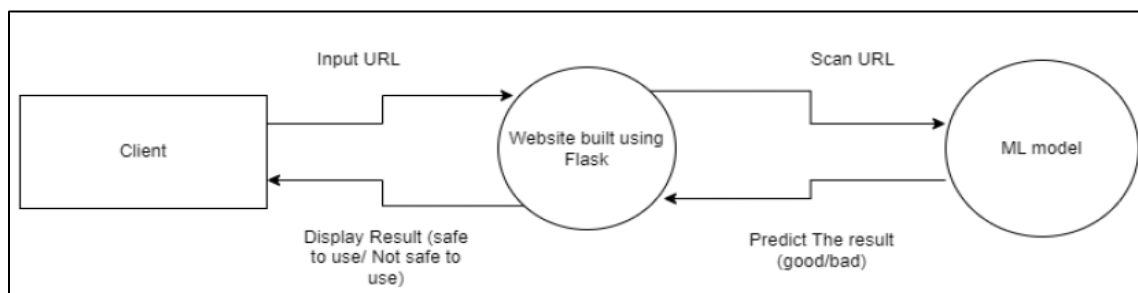 Input URL
Scan URL
Client
Website built using
Flask
ML model
Display Result (safe
to use/ Not safe to
use)
Predict The result
(good/bad)